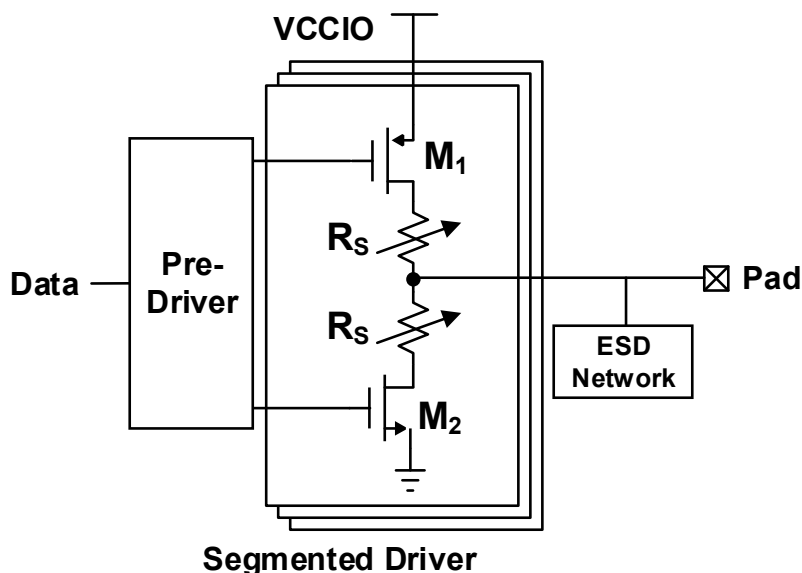 VCCIO
M1
RS
Data
Pre-
Driver
Pad
RS
ESD
Network
M2
Segmented Driver